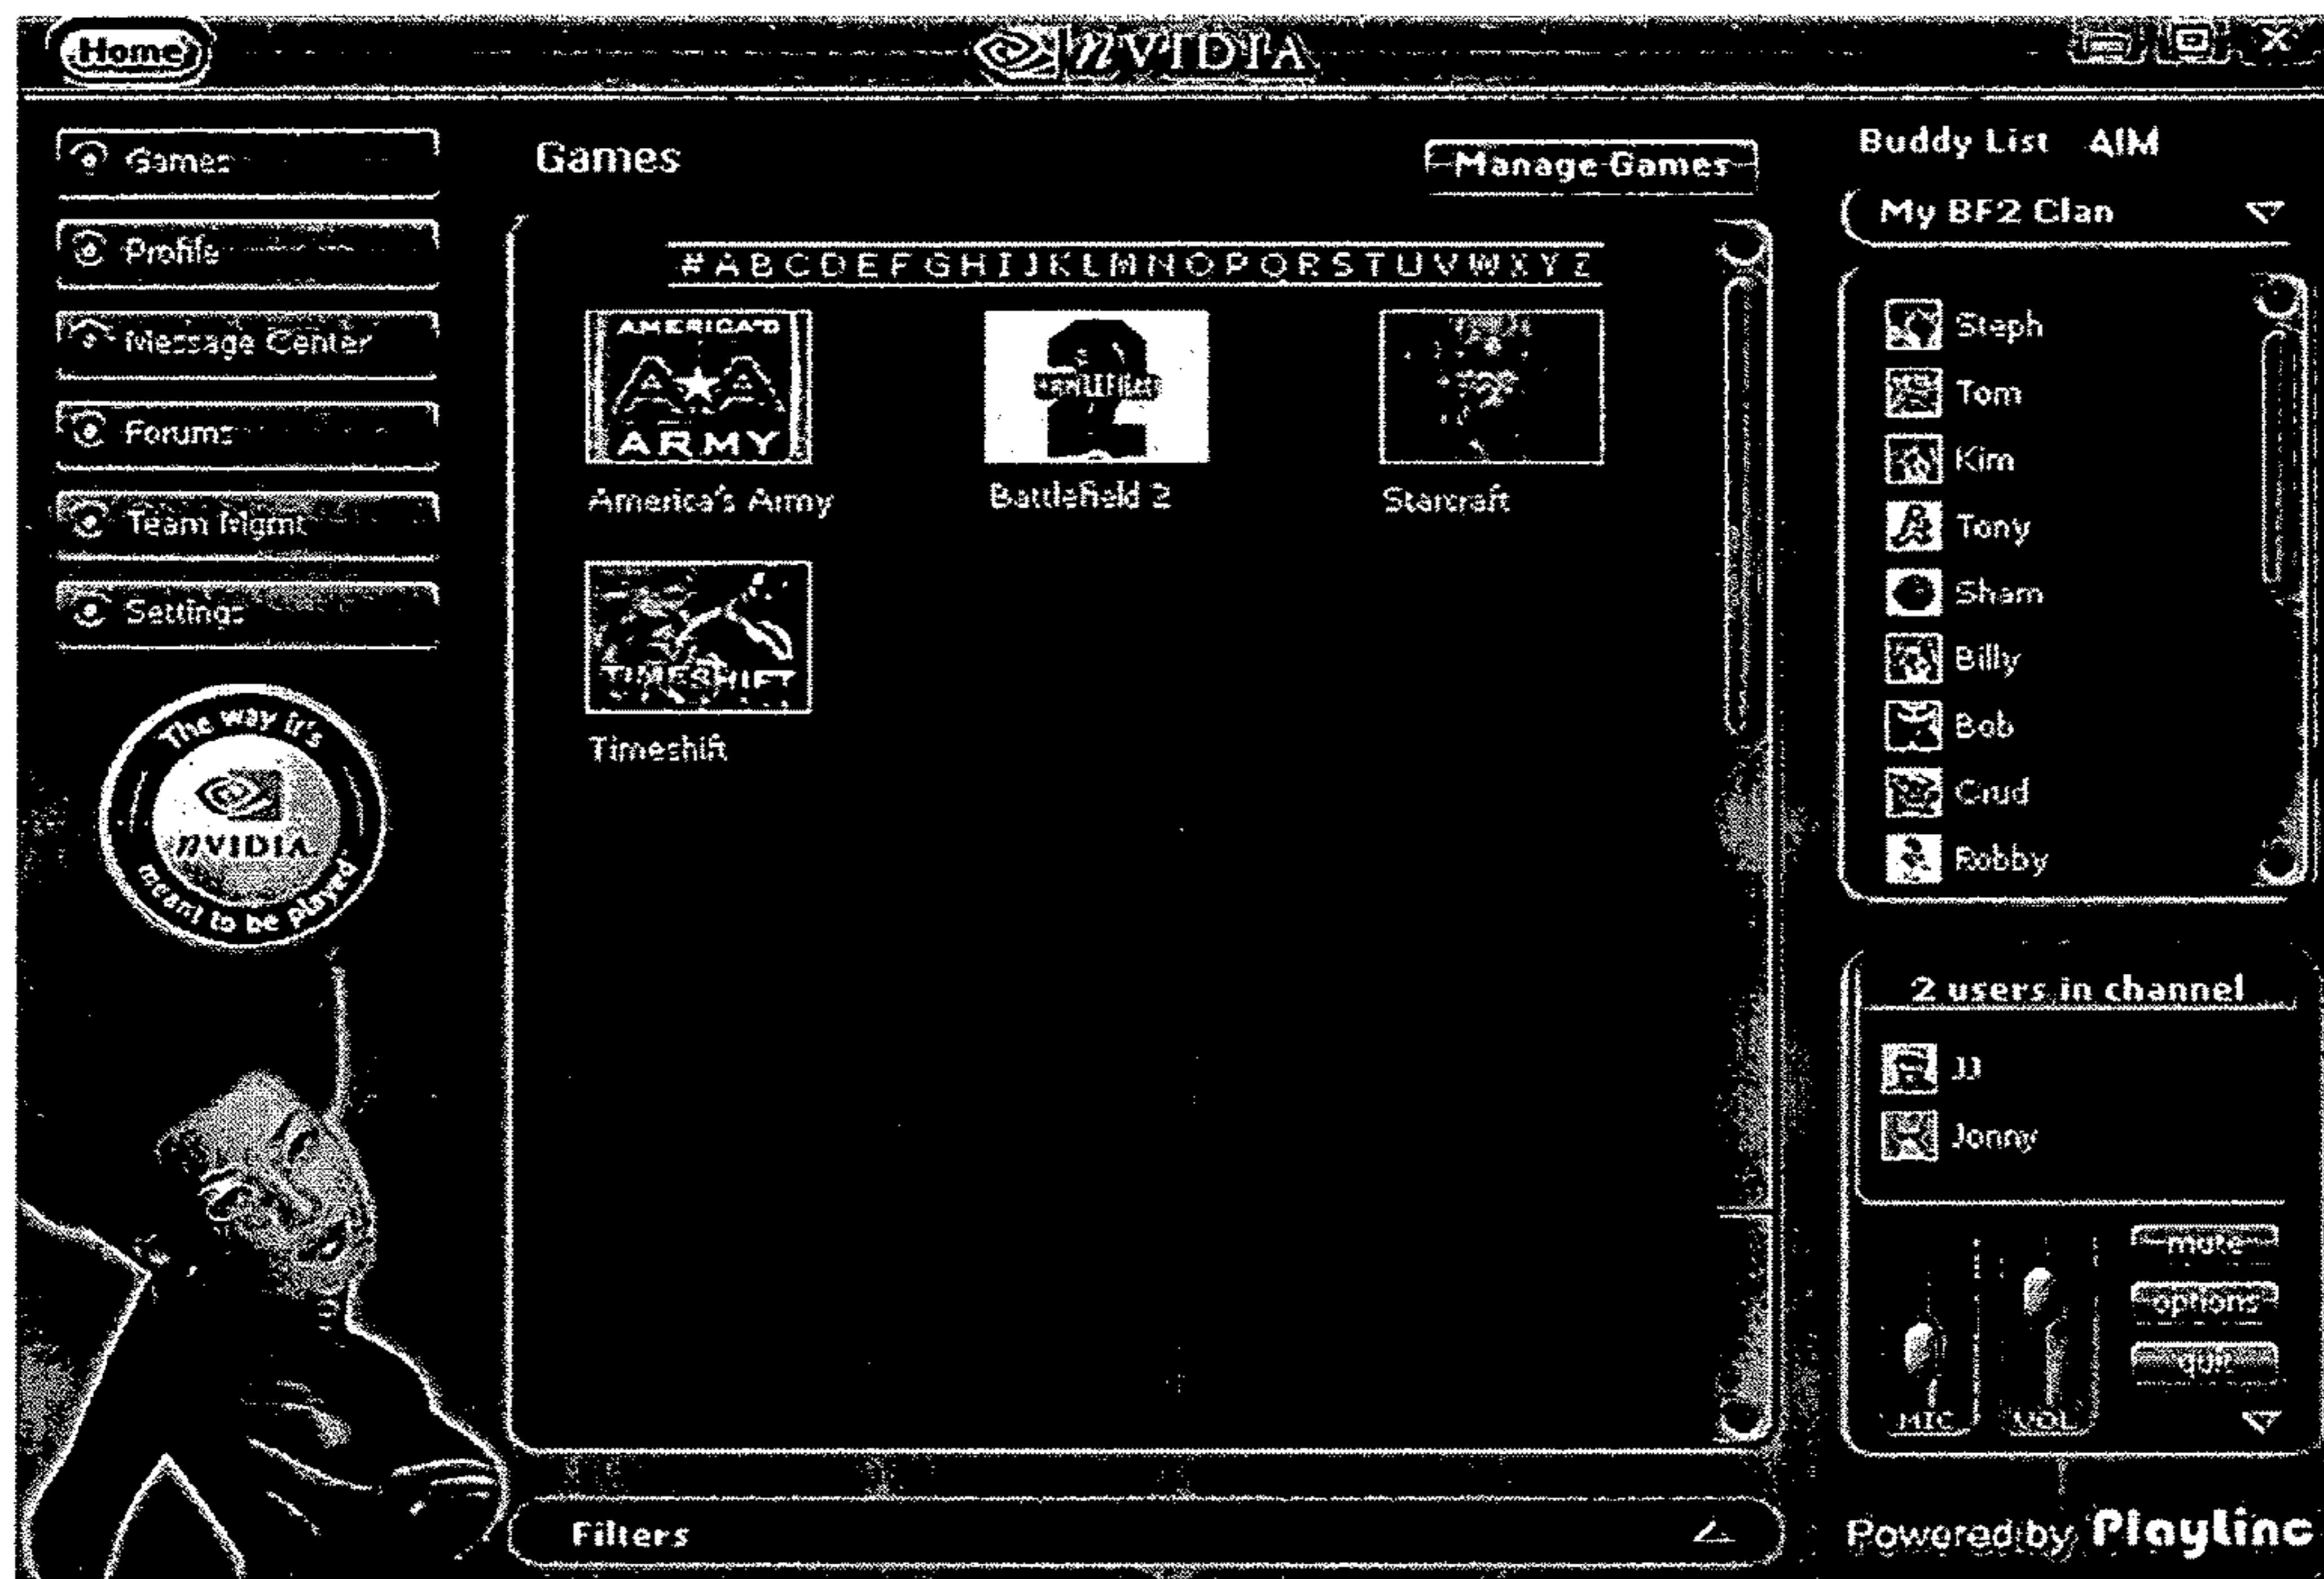 Home
nVIDIA
Games
Profile
Message Center
Forums
Team Mgmt
Settings
The way it's
nVIDIA
meant to be played
Games
Manage Games
# A B C D E F G H I J K L M N O P Q R S T U V W X Y Z
AMERICA'S
ARMY
America's Army
BATTLEFIELD
2
Battlefield 2
Starcraft
TIMESHIFT
Timeshift
Filters
Buddy List AIM
My BF2 Clan
Steph
Tom
Kim
Tony
Sham
Billy
Bob
Crud
Robby
2 users in channel
JJ
Jonny
mute
options
quit
MIC VOL
Powered by PlayLinc